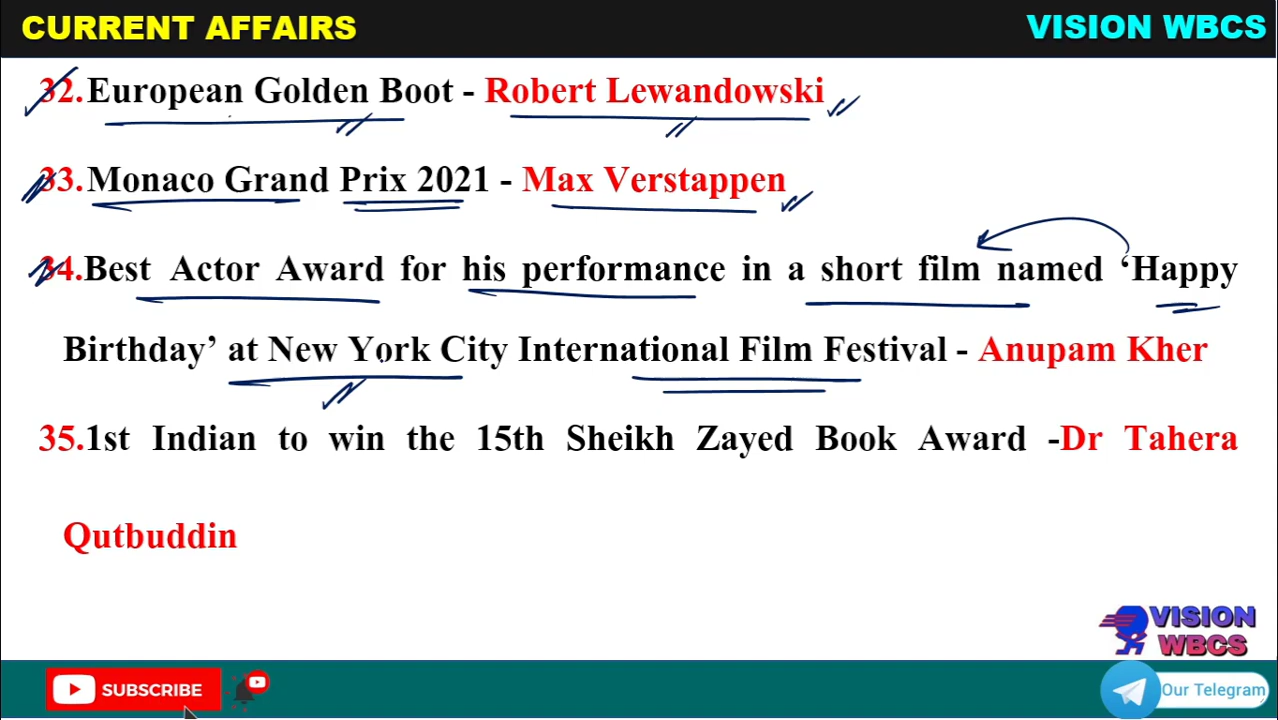 CURRENT AFFAIRS
VISION WBCS
32. European Golden Boot - Robert Lewandowski
33. Monaco Grand Prix 2021 - Max Verstappen
34.Best Actor Award for his performance in a short film named ‘Happy
Birthday’ at New York City International Film Festival - Anupam Kher
35.1st Indian to win the 15th Sheikh Zayed Book Award -Dr Tahera
Qutbuddin
VISION
WBCS
SUBSCRIBE
Our Telegram